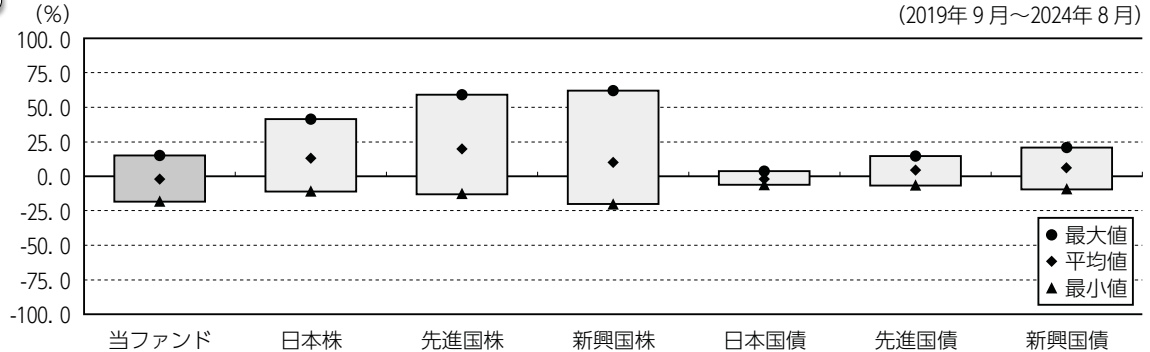 (%)
(2019年9月～2024年8月)
100.0
75.0
50.0
25.0
0.0
-25.0
-50.0
-75.0
-100.0
● 最大値
◆ 平均値
▲ 最小値
当ファンド 日本株 先進国株 新興国株 日本国債 先進国債 新興国債